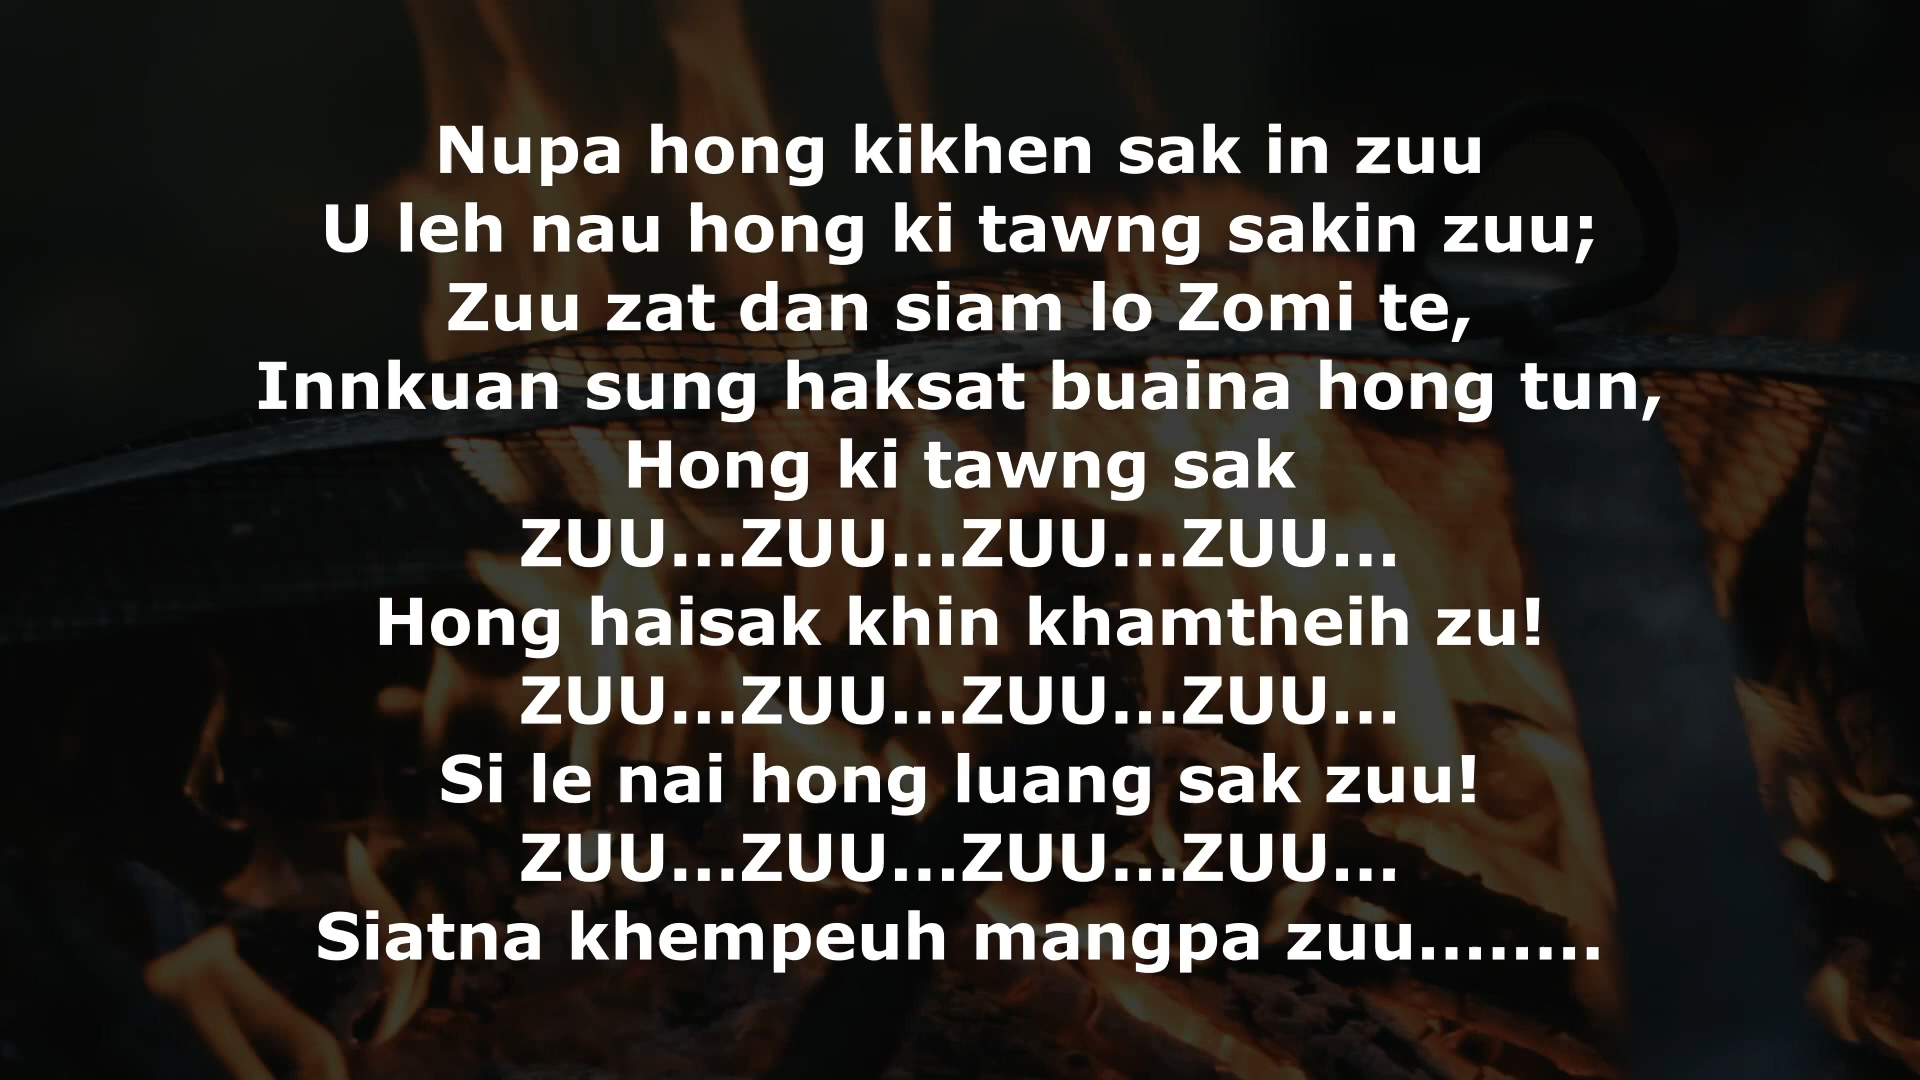 Nupa hong kikhen sak in zuu
U leh nau hong ki tawng sakin zuu;
Zuu zat dan siam lo Zomi te,
Innkuan sung haksat buaina hong tun,
Hong ki tawng sak
ZUU...ZUU...ZUU...ZUU...
Hong haisak khin khamtheih zu!
ZUU...ZUU...ZUU...ZUU...
Si le nai hong luang sak zuu!
ZUU...ZUU...ZUU...ZUU...
Siatna khempeuh mangpa zuu........